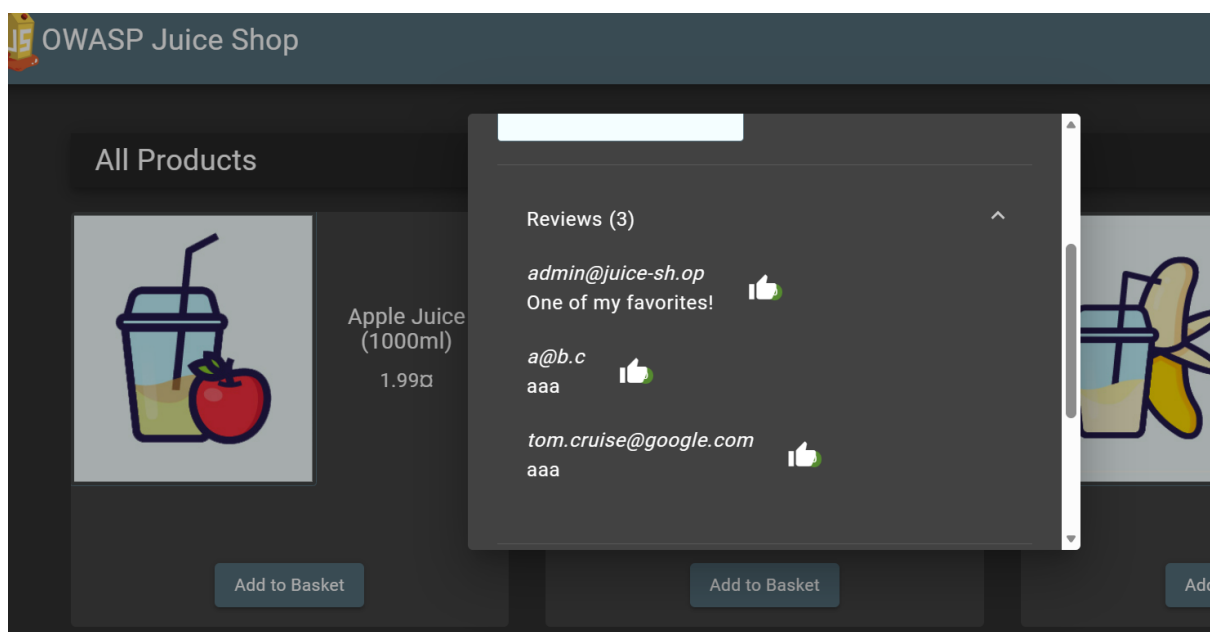 OWASP Juice Shop
All Products
Apple Juice
(1000ml)
1.99¤
Add to Basket
Reviews (3)
admin@juice-sh.op
One of my favorites!
a@b.c
aaa
tom.cruise@google.com
aaa
Add to Basket